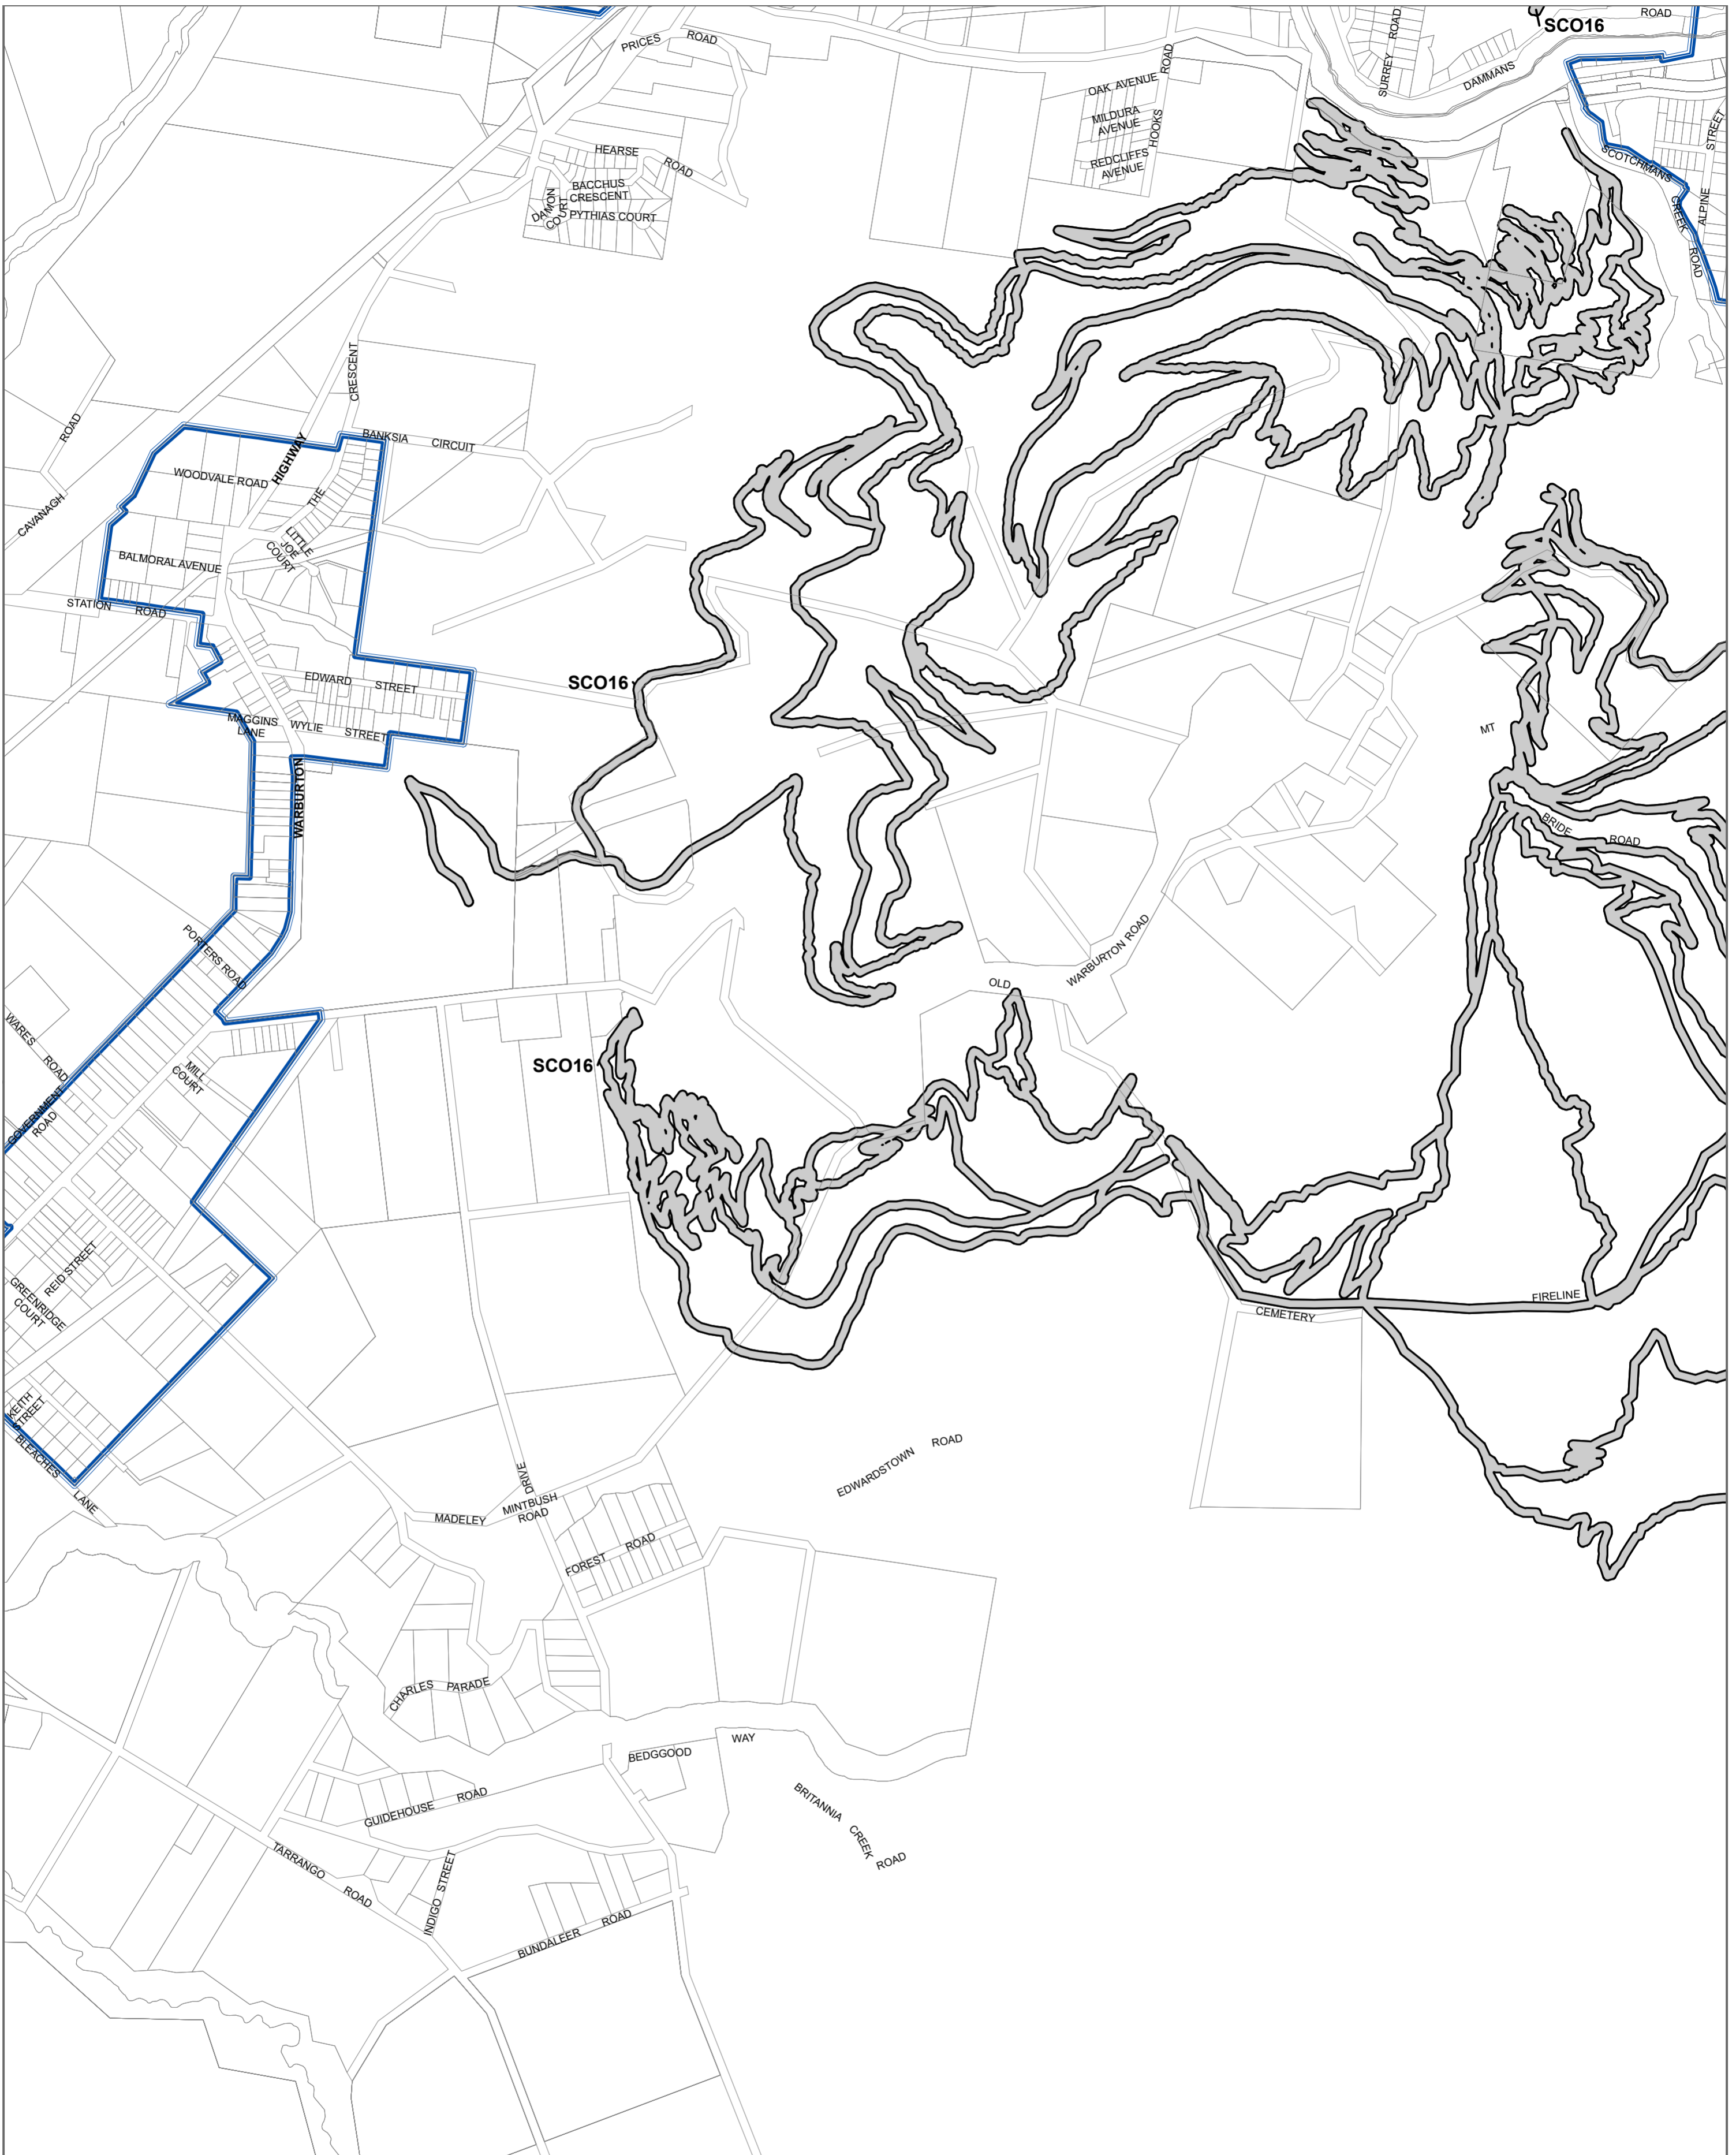 SCO16
ROAD
PRICES ROAD
SURREY ROAD
DAMMANS
OAK AVENUE
MILDURA
AVENUE
REDCLIFFS
AVENUE
HOOKS ROAD
HEARSE ROAD
BACCHUS
CRESCENT
PYTHIAS COURT
DAMON
COURT
SCOTCHMANS
CREEK
ROAD
ALPINE
STREET
ROAD
CAVANAGH
THE CRESCENT
BANKSIA CIRCUIT
WOODVALE ROAD
HIGHWAY
LITTLE
JOE
COURT
BALMORAL AVENUE
STATION ROAD
EDWARD STREET
SCO16
MAGGINS
LANE
WYLIE STREET
WARBURTON
MT
BRIDE
ROAD
PORTERS ROAD
OLD
WARBURTON ROAD
WARES
ROAD
MILL
COURT
SCO16
GOVERNMENT
ROAD
REID STREET
GREENRIDGE
COURT
FIRELINE
CEMETERY
KEITH
STREET
BLEACHES
LANE
EDWARDSTOWN ROAD
DRIVE
MINTBUSH
ROAD
MADELEY
FOREST ROAD
CHARLES PARADE
BEDGGOOD
WAY
GUIDEHOUSE ROAD
BRITANNIA
CREEK
ROAD
TARRANGO
ROAD
INDIGO STREET
BUNDALEER ROAD